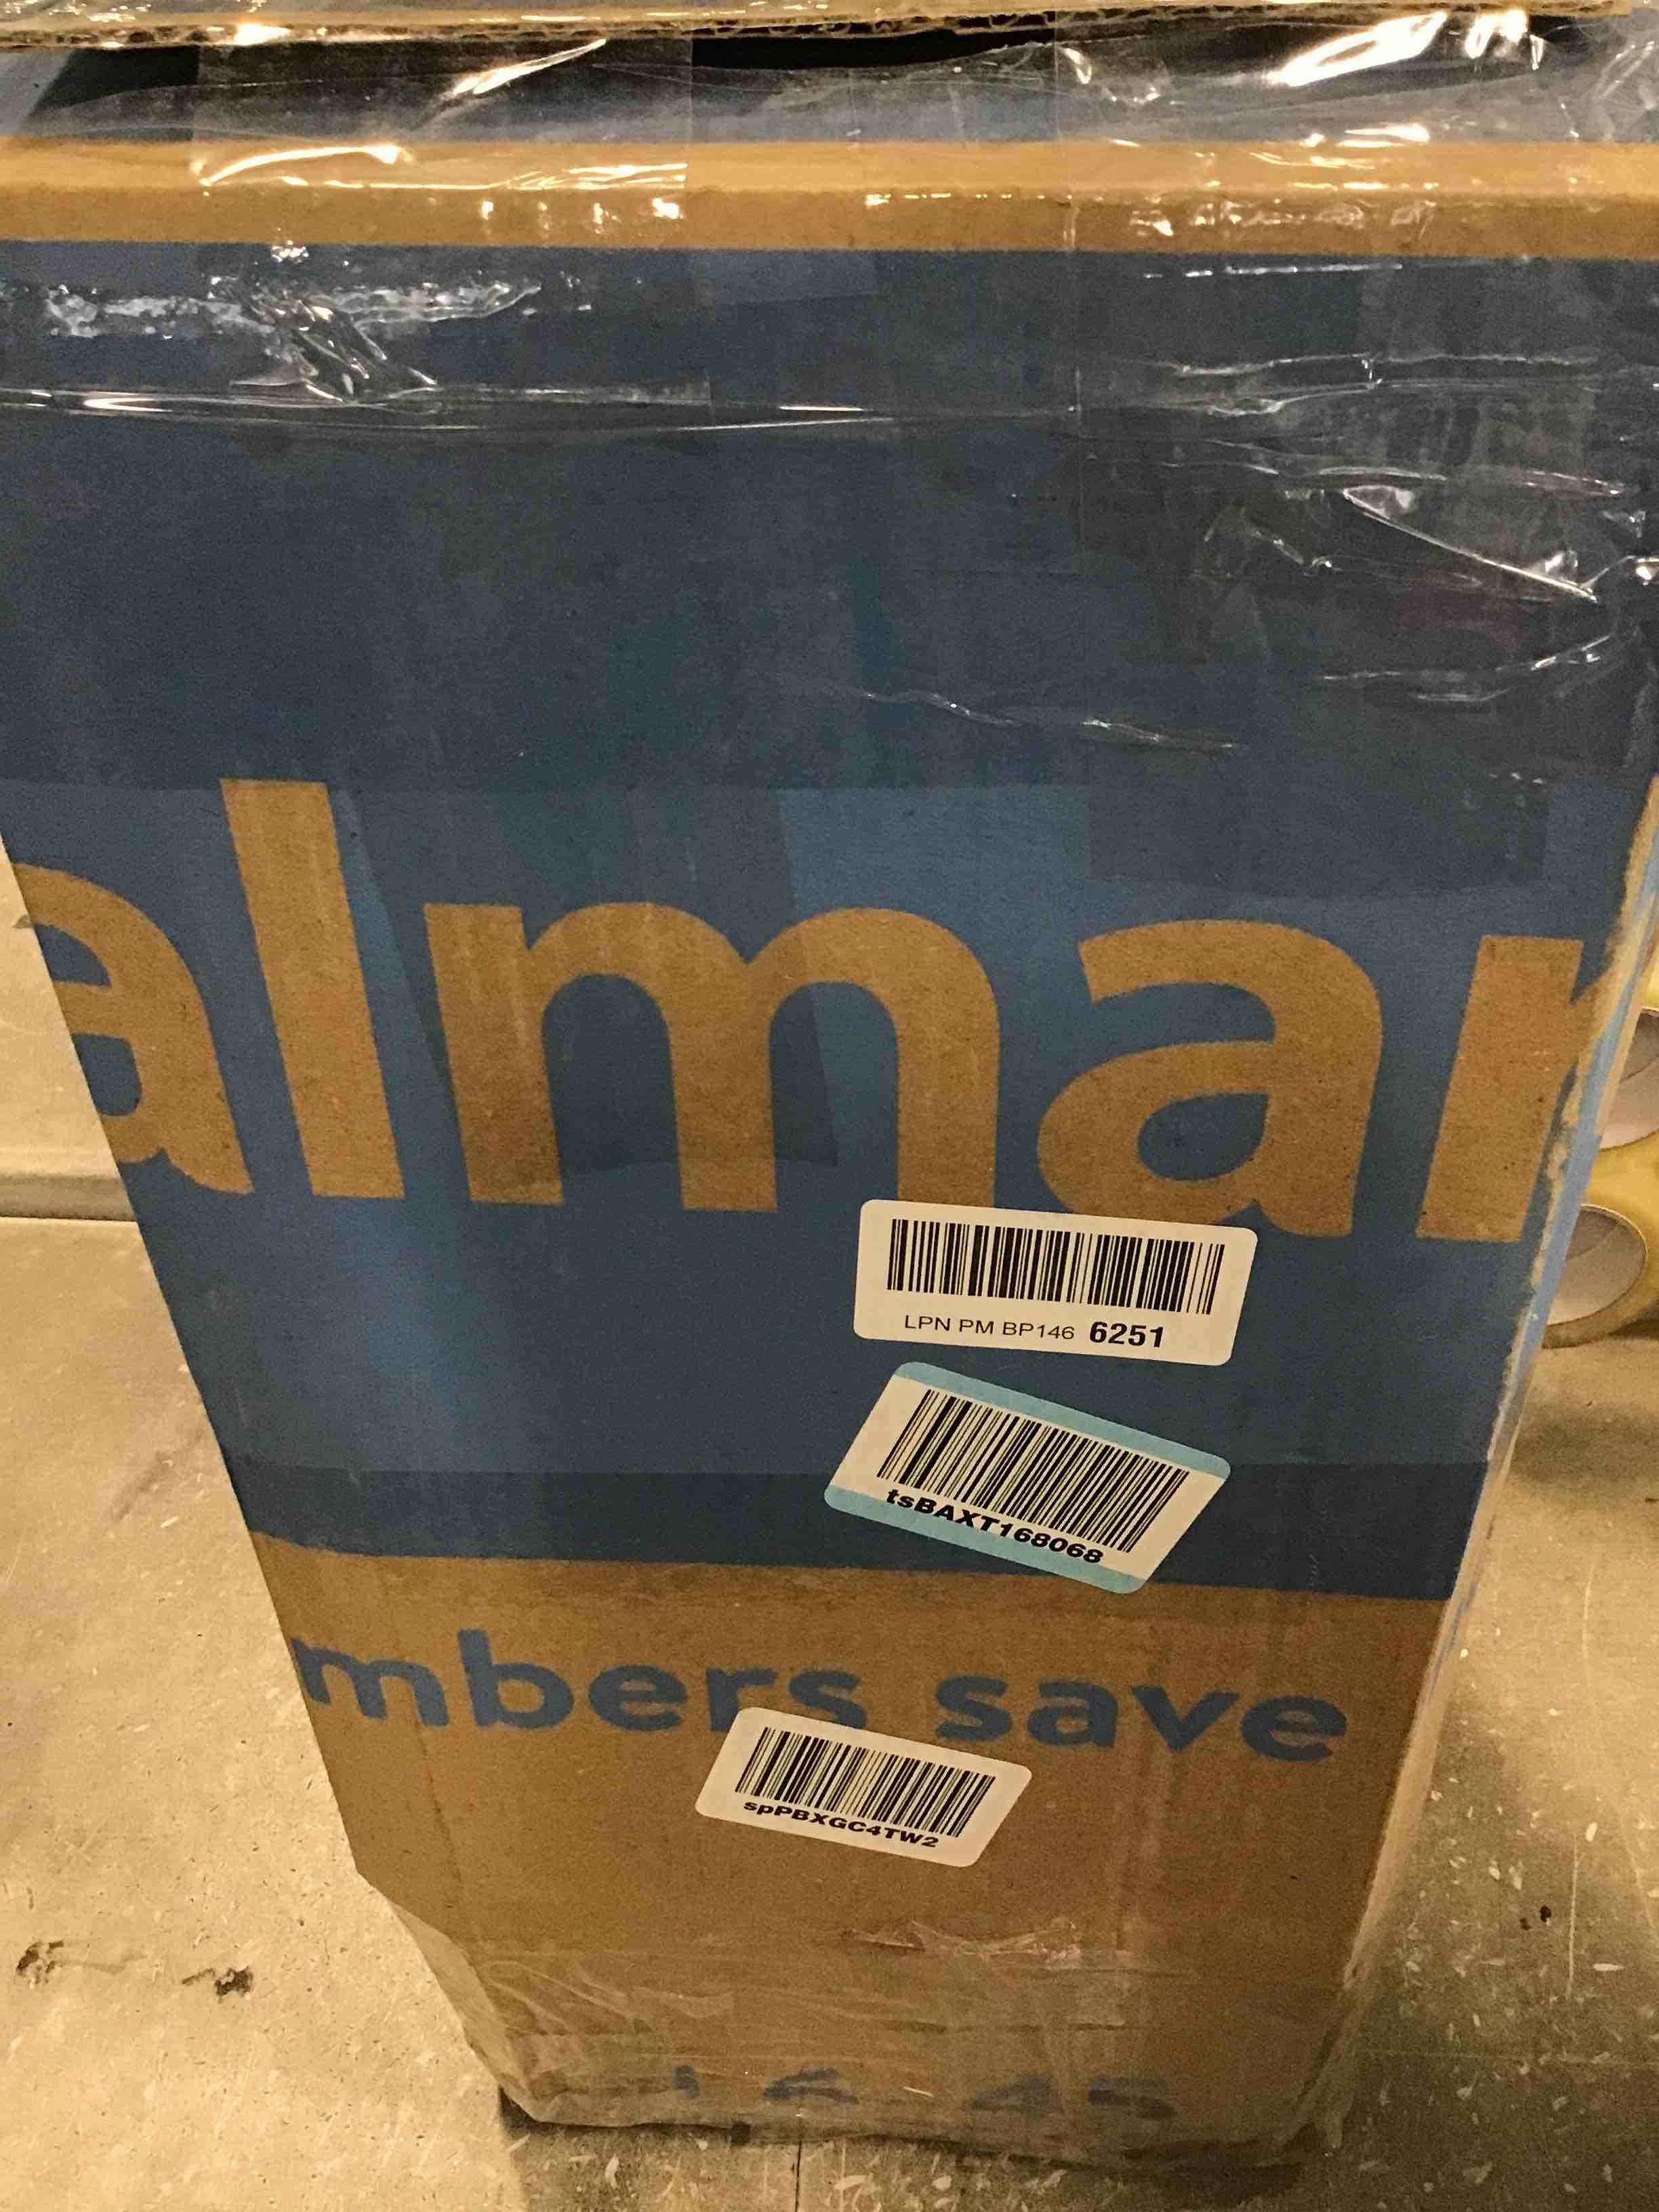 almar
LPN PM BP146 6251
tsBAXT168068
mbers save
spPBXGC4TW2